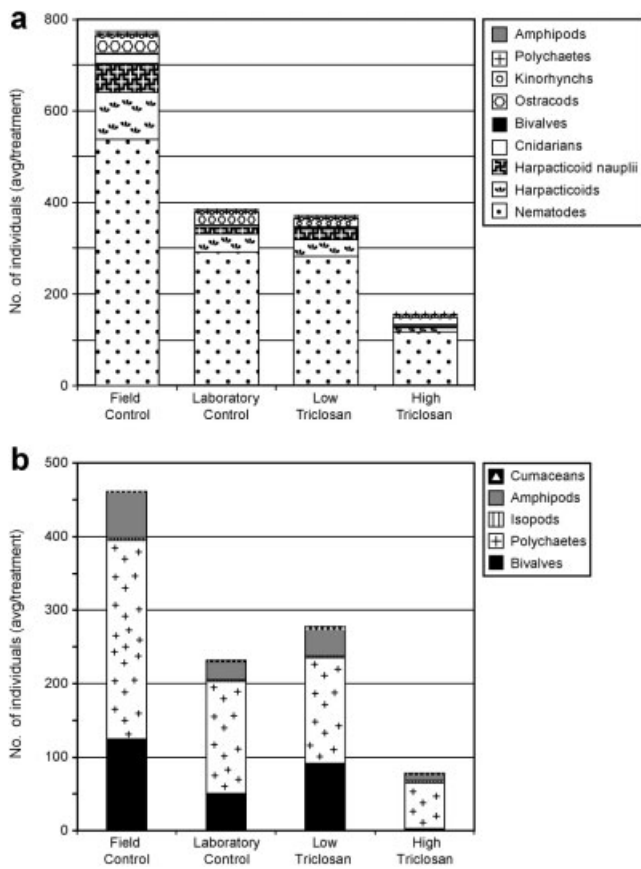 a
No. of individuals (avg/treatment)
800
600
400
200
0
Field
Control
Laboratory
Control
Low
Triclosan
High
Triclosan
Amphipods
Polychaetes
Kinorhynchs
Ostracods
Bivalves
Cnidarians
Harpacticoid nauplii
Harpacticoids
Nematodes
b
No. of individuals (avg/treatment)
500
400
300
200
100
0
Field
Control
Laboratory
Control
Low
Triclosan
High
Triclosan
Cumaceans
Amphipods
Isopods
Polychaetes
Bivalves